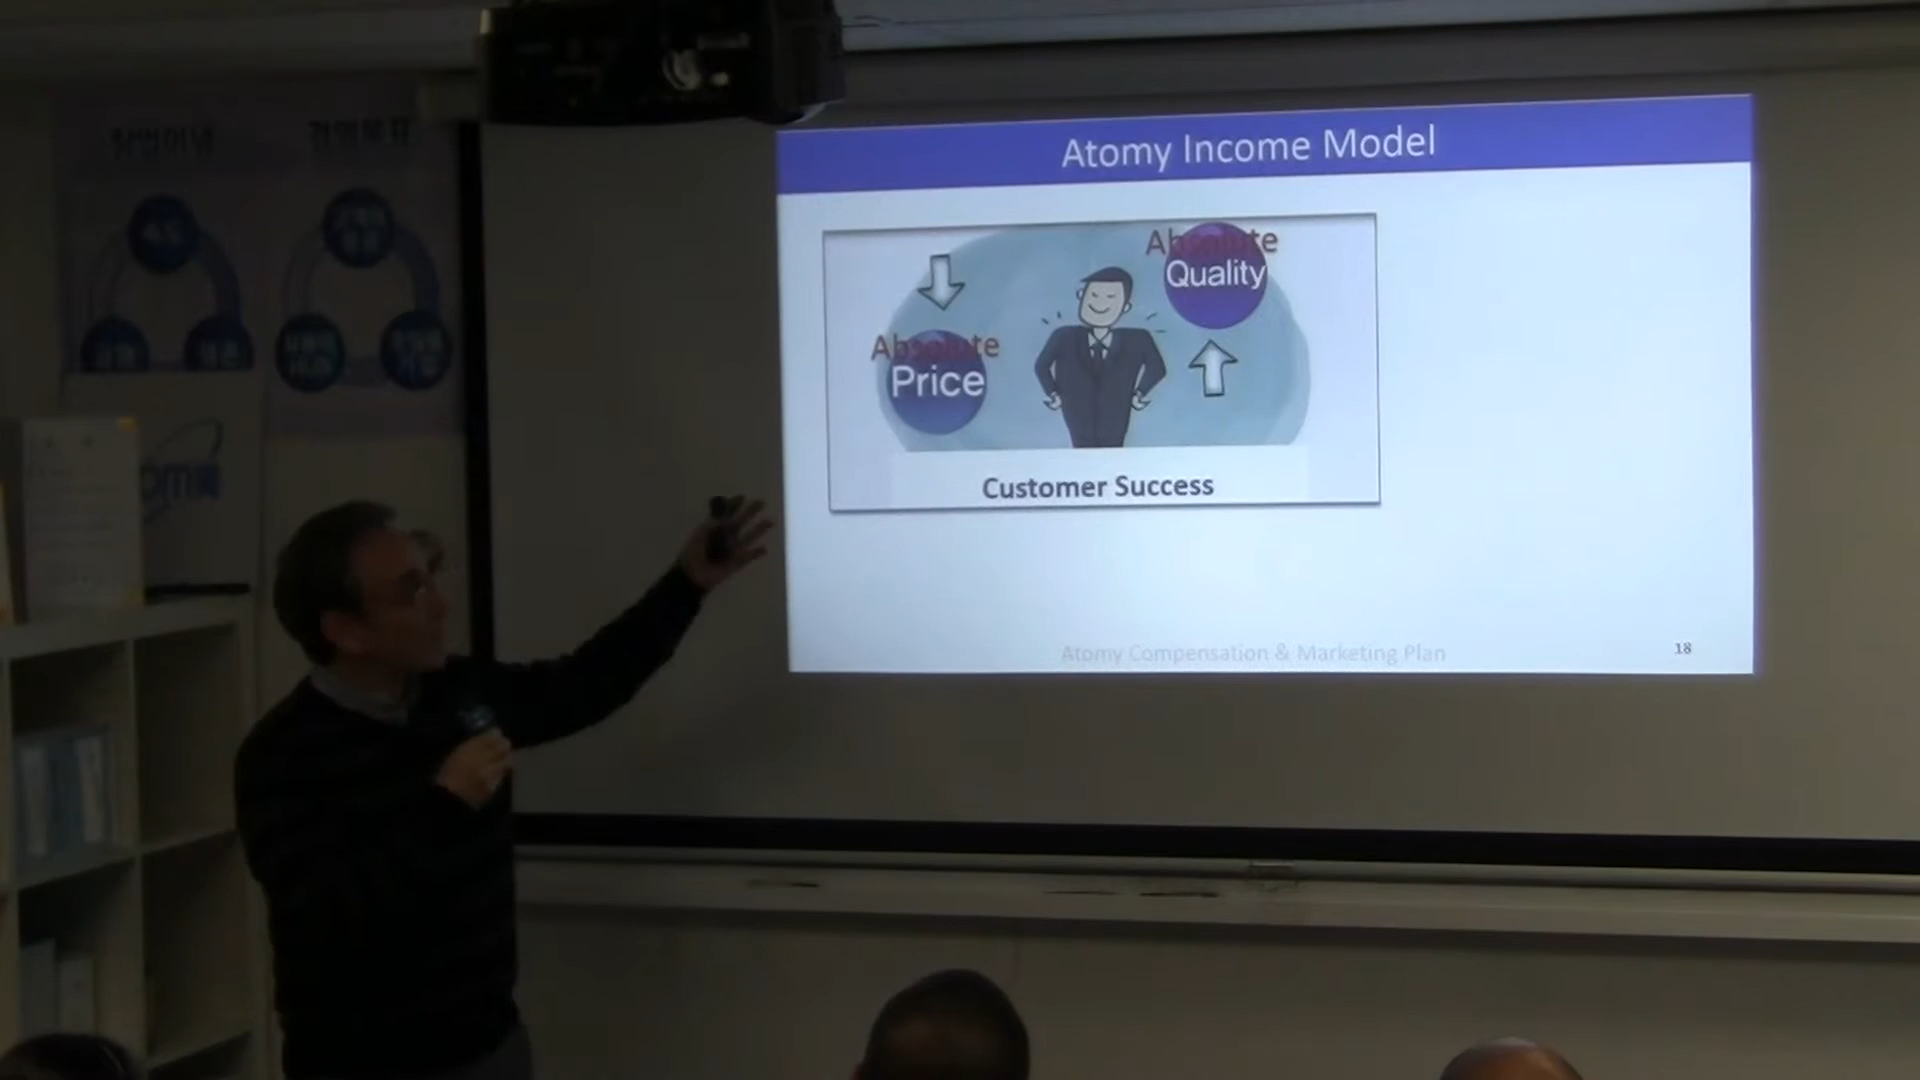 Atomy Income Model
Absolute
Quality
Absolute
Price
Customer Success
Atomy Compensation & Marketing Plan
18